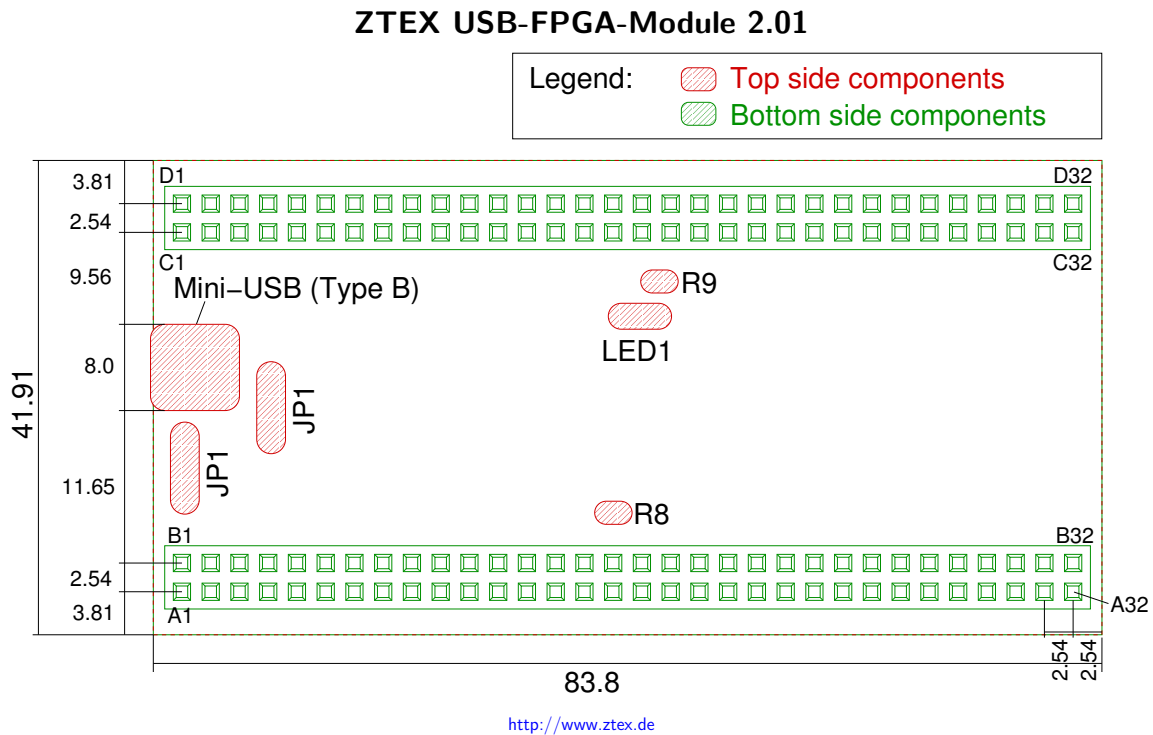 ZTEX USB-FPGA-Module 2.01
Legend:
Top side components
Bottom side components
3.81
D1
D32
2.54
C1
C32
9.56
Mini-USB (Type B)
R9
LED1
8.0
41.91
JP1
JP1
11.65
R8
B1
B32
2.54
A1
A32
3.81
2.54
2.54
83.8
http://www.ztex.de